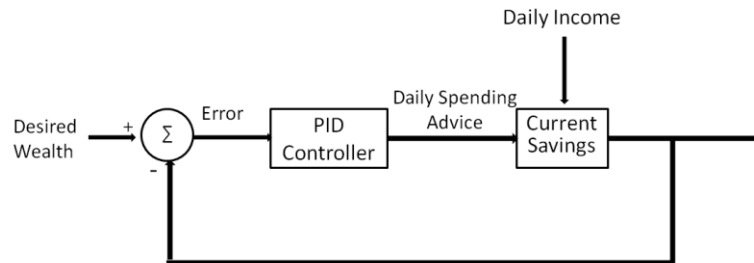 Daily Income
Desired
Wealth
+
-
Σ
Error
PID
Controller
Daily Spending
Advice
Current
Savings